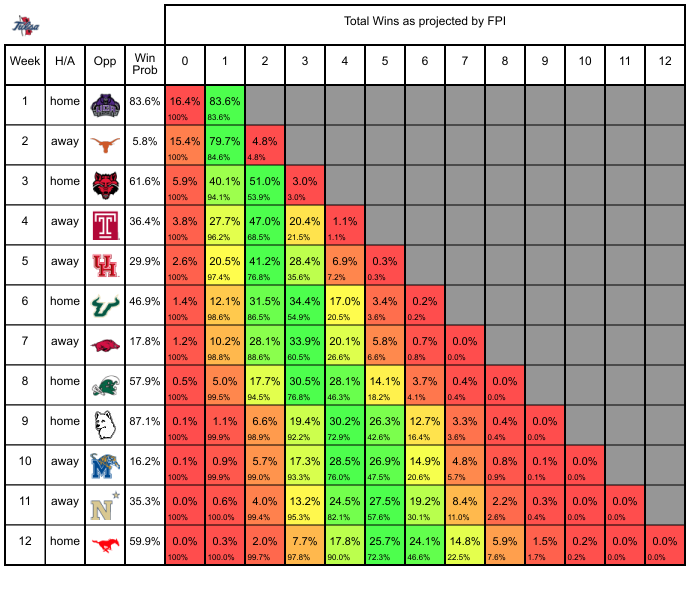 Tulsa
Total Wins as projected by FPI
Week H/A Opp Win Prob 0 1 2 3 4 5 6 7 8 9 10 11 12
1 home 83.6% 16.4% 83.6%
100% 83.6%
2 away 5.8% 15.4% 79.7% 4.8%
100% 84.6% 4.8%
3 home 61.6% 5.9% 40.1% 51.0% 3.0%
100% 94.1% 53.9% 3.0%
4 away T 36.4% 3.8% 27.7% 47.0% 20.4% 1.1%
100% 96.2% 68.5% 21.5% 1.1%
5 away UH 29.9% 2.6% 20.5% 41.2% 28.4% 6.9% 0.3%
100% 97.4% 76.8% 35.6% 7.2% 0.3%
6 home 46.9% 1.4% 12.1% 31.5% 34.4% 17.0% 3.4% 0.2%
100% 98.6% 86.5% 54.9% 20.5% 3.6% 0.2%
7 away 17.8% 1.2% 10.2% 28.1% 33.9% 20.1% 5.8% 0.7% 0.0%
100% 98.8% 88.6% 60.5% 26.6% 6.6% 0.8% 0.0%
8 home 57.9% 0.5% 5.0% 17.7% 30.5% 28.1% 14.1% 3.7% 0.4% 0.0%
100% 99.5% 94.5% 76.8% 46.3% 18.2% 4.1% 0.4% 0.0%
9 home 87.1% 0.1% 1.1% 6.6% 19.4% 30.2% 26.3% 12.7% 3.3% 0.4% 0.0%
100% 99.9% 98.9% 92.2% 72.9% 42.6% 16.4% 3.6% 0.4% 0.0%
10 away M 16.2% 0.1% 0.9% 5.7% 17.3% 28.5% 26.9% 14.9% 4.8% 0.8% 0.1% 0.0%
100% 99.9% 99.0% 93.3% 76.0% 47.5% 20.6% 5.7% 0.9% 0.1% 0.0%
11 away N 35.3% 0.0% 0.6% 4.0% 13.2% 24.5% 27.5% 19.2% 8.4% 2.2% 0.3% 0.0% 0.0%
100% 100.0% 99.4% 95.3% 82.1% 57.6% 30.1% 11.0% 2.6% 0.4% 0.0% 0.0%
12 home 59.9% 0.0% 0.3% 2.0% 7.7% 17.8% 25.7% 24.1% 14.8% 5.9% 1.5% 0.2% 0.0% 0.0%
100% 100.0% 99.7% 97.8% 90.0% 72.3% 46.6% 22.5% 7.6% 1.7% 0.2% 0.0% 0.0%